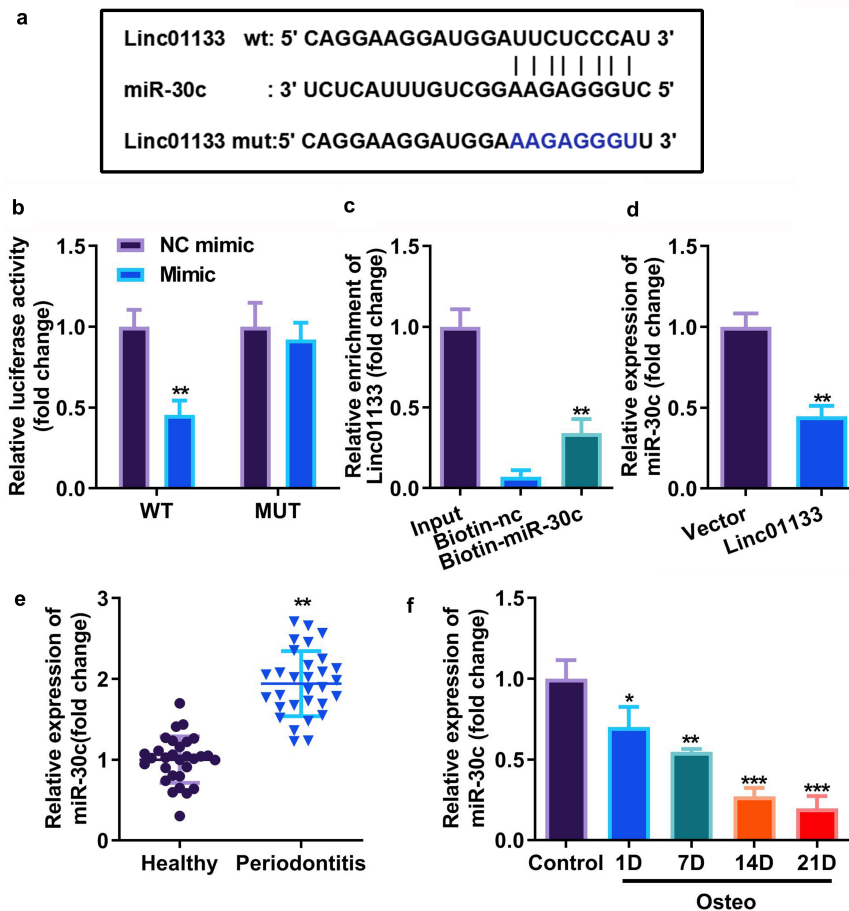 a
Linc01133 wt: 5' CAGGAAGGAUGGAUUCUCCCAU 3'
miR-30c : 3' UCUCAUUUGUCGGAAGAGGGUC 5'
Linc01133 mut:5' CAGGAAGGAUGGAAAGAGGGUU 3'
b
NC mimic
Mimic
Relative luciferase activity
(fold change)
1.5
1.0
0.5
0.0
WT
MUT
**
c
Relative enrichment of
Linc01133 (fold change)
1.5
1.0
0.5
0.0
**
Input
Biotin-nc
Biotin-miR-30c
d
Relative expression of
miR-30c (fold change)
1.5
1.0
0.5
0.0
**
Vector
Linc01133
e
Relative expression of
miR-30c(fold change)
3
2
1
0
**
Healthy
Periodontitis
f
Relative expression of
miR-30c (fold change)
1.5
1.0
0.5
0.0
*
**
***
***
Control 1D 7D 14D 21D
Osteo